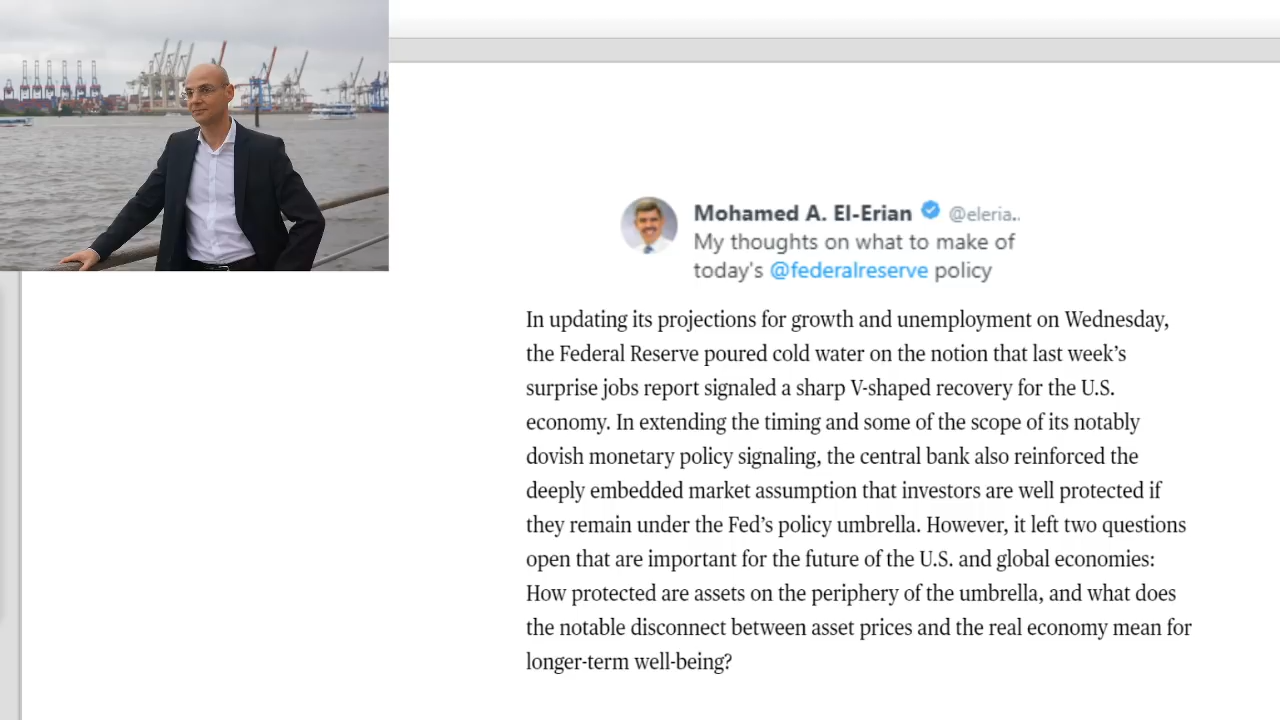 Mohamed A. El-Erian @eleria..
My thoughts on what to make of
today's @federalreserve policy
In updating its projections for growth and unemployment on Wednesday,
the Federal Reserve poured cold water on the notion that last week’s
surprise jobs report signaled a sharp V-shaped recovery for the U.S.
economy. In extending the timing and some of the scope of its notably
dovish monetary policy signaling, the central bank also reinforced the
deeply embedded market assumption that investors are well protected if
they remain under the Fed’s policy umbrella. However, it left two questions
open that are important for the future of the U.S. and global economies:
How protected are assets on the periphery of the umbrella, and what does
the notable disconnect between asset prices and the real economy mean for
longer-term well-being?